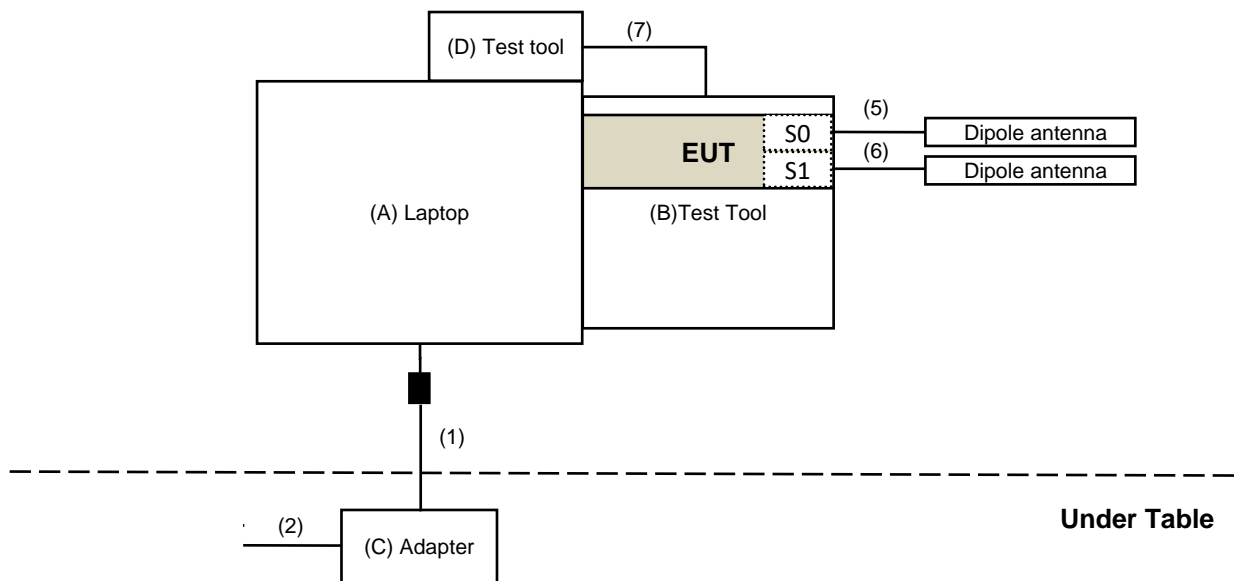 (D) Test tool
(7)
(5)
S0
Dipole antenna
EUT
(6)
S1
Dipole antenna
(A) Laptop
(B)Test Tool
(1)
Under Table
(2)
(C) Adapter